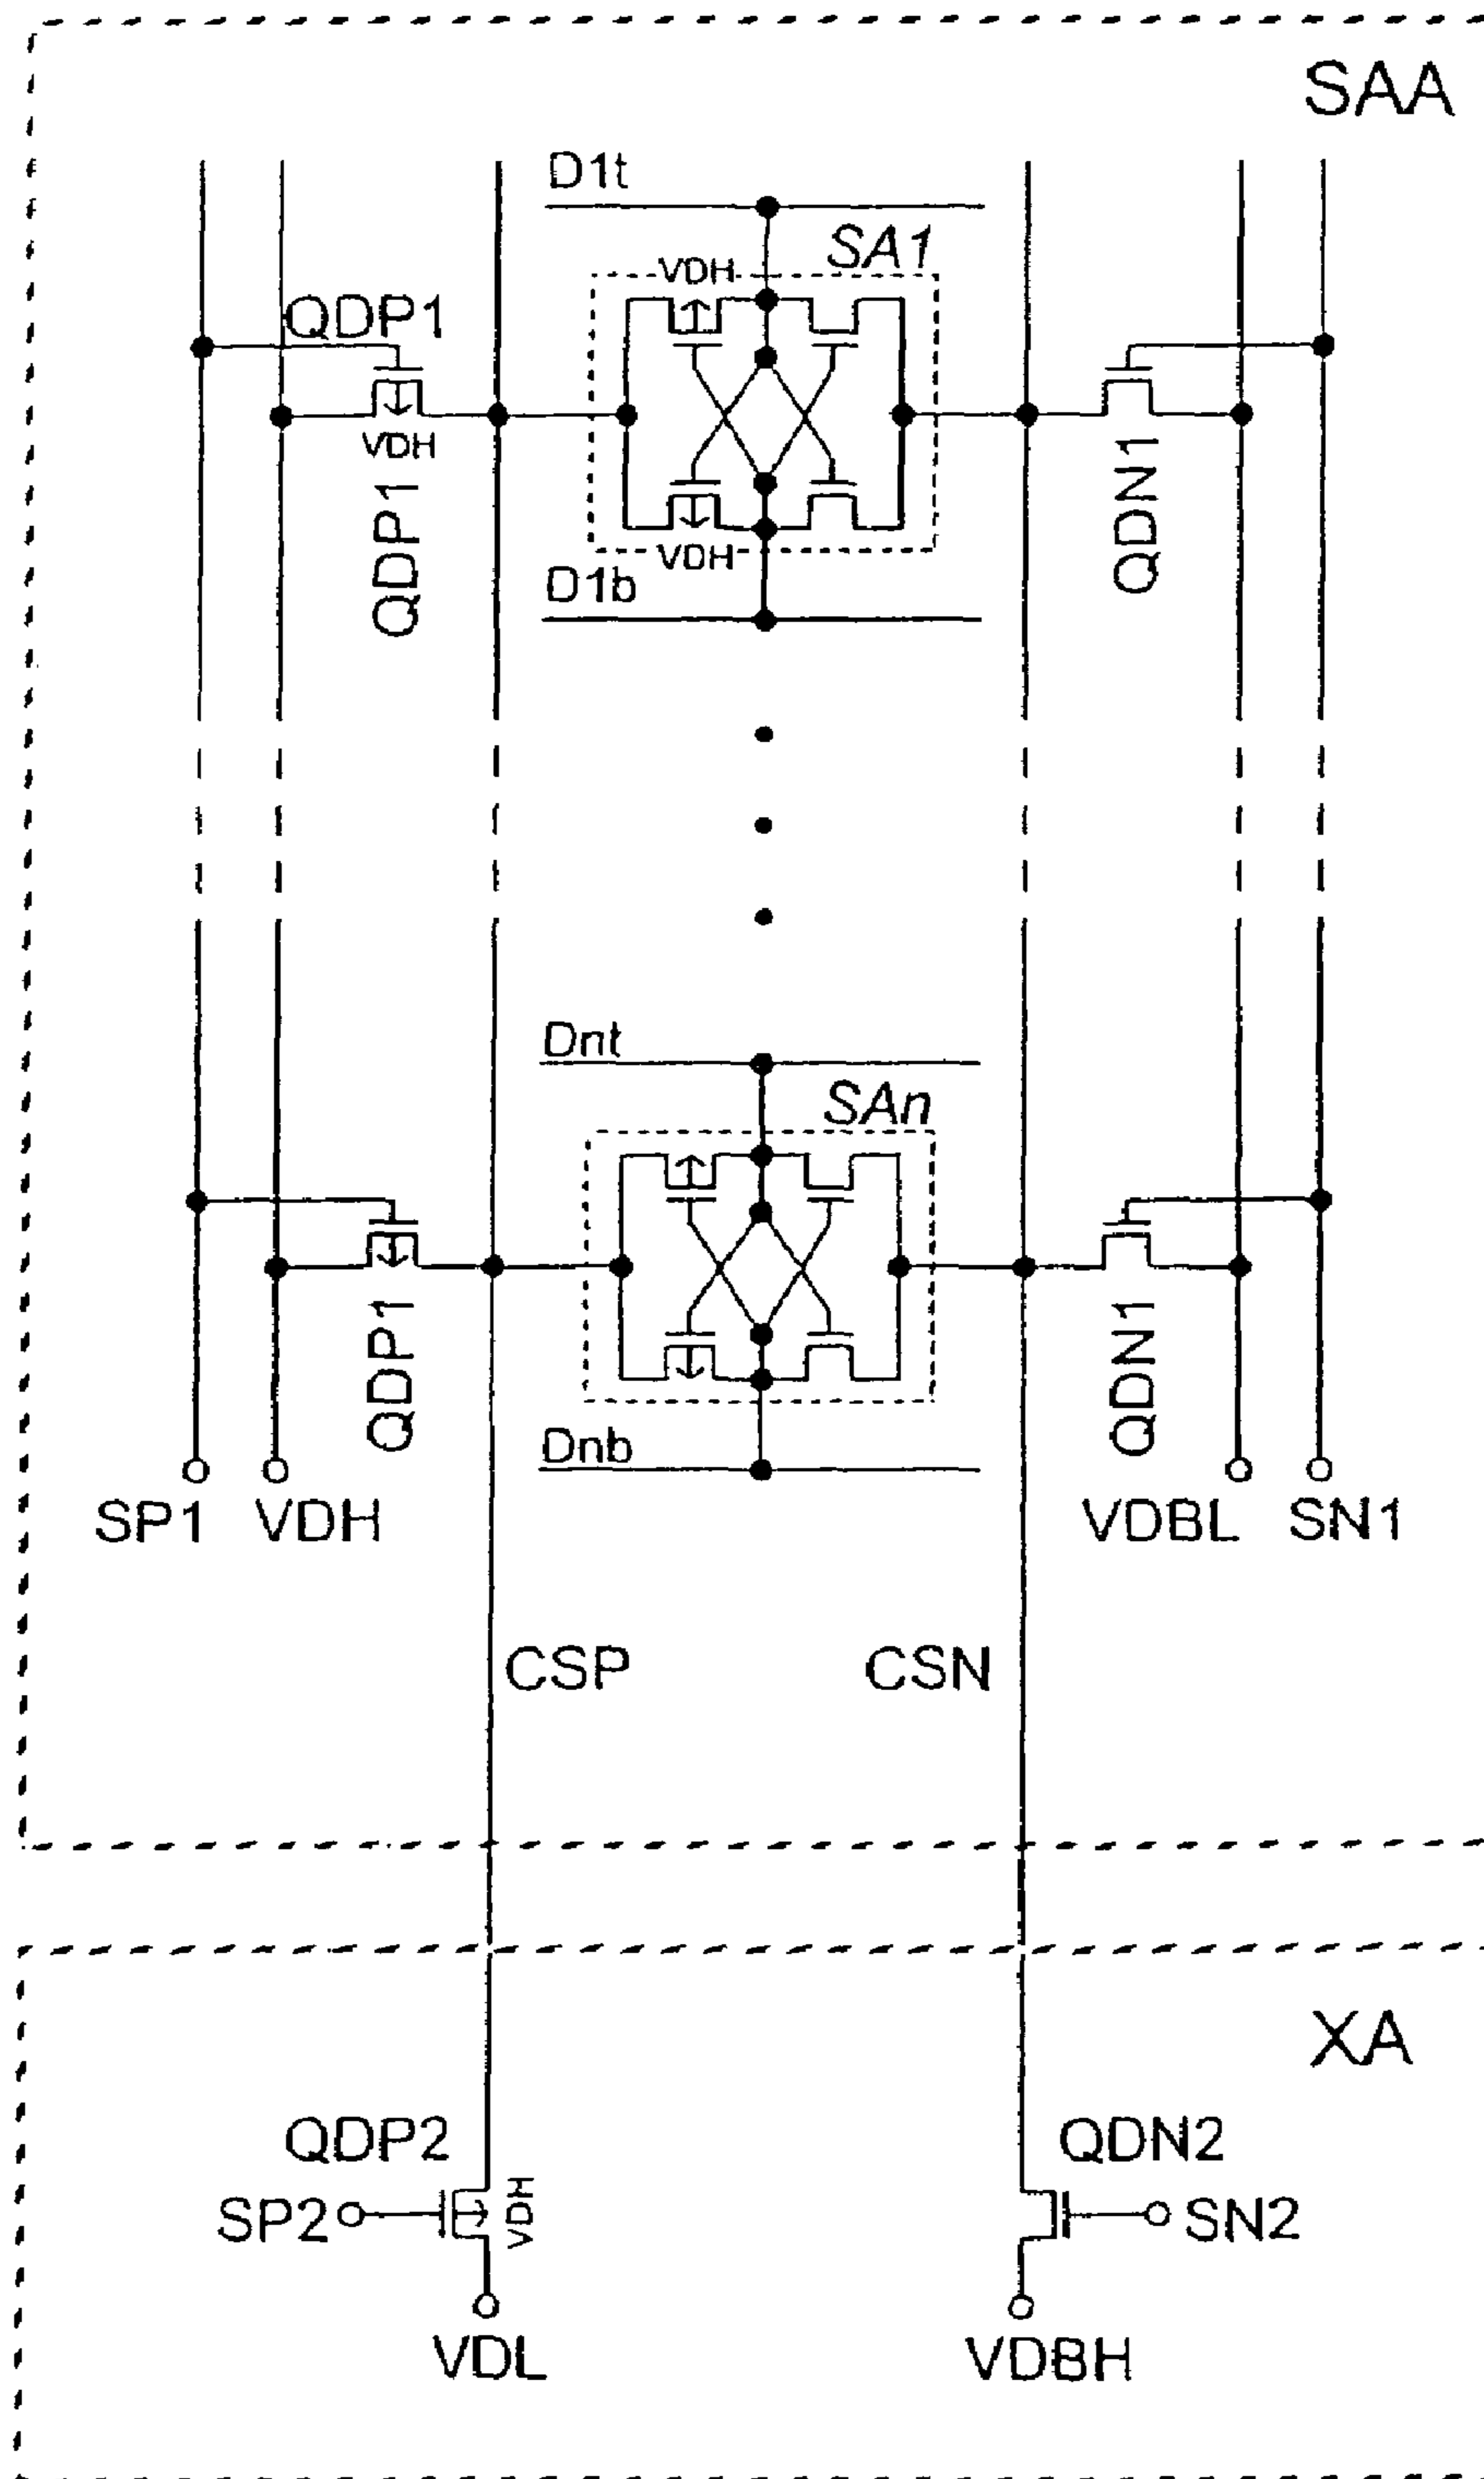 SAA
D1t
SA1
VDH
QDP1
VDH
QDP1
QDN1
VDH
D1b
Dnt
SAn
QDP1
QDN1
Dnb
SP1 VDH VDBL SN1
CSP CSN
XA
QDP2 QDN2
SP2 VDH SN2
VDL VDBH